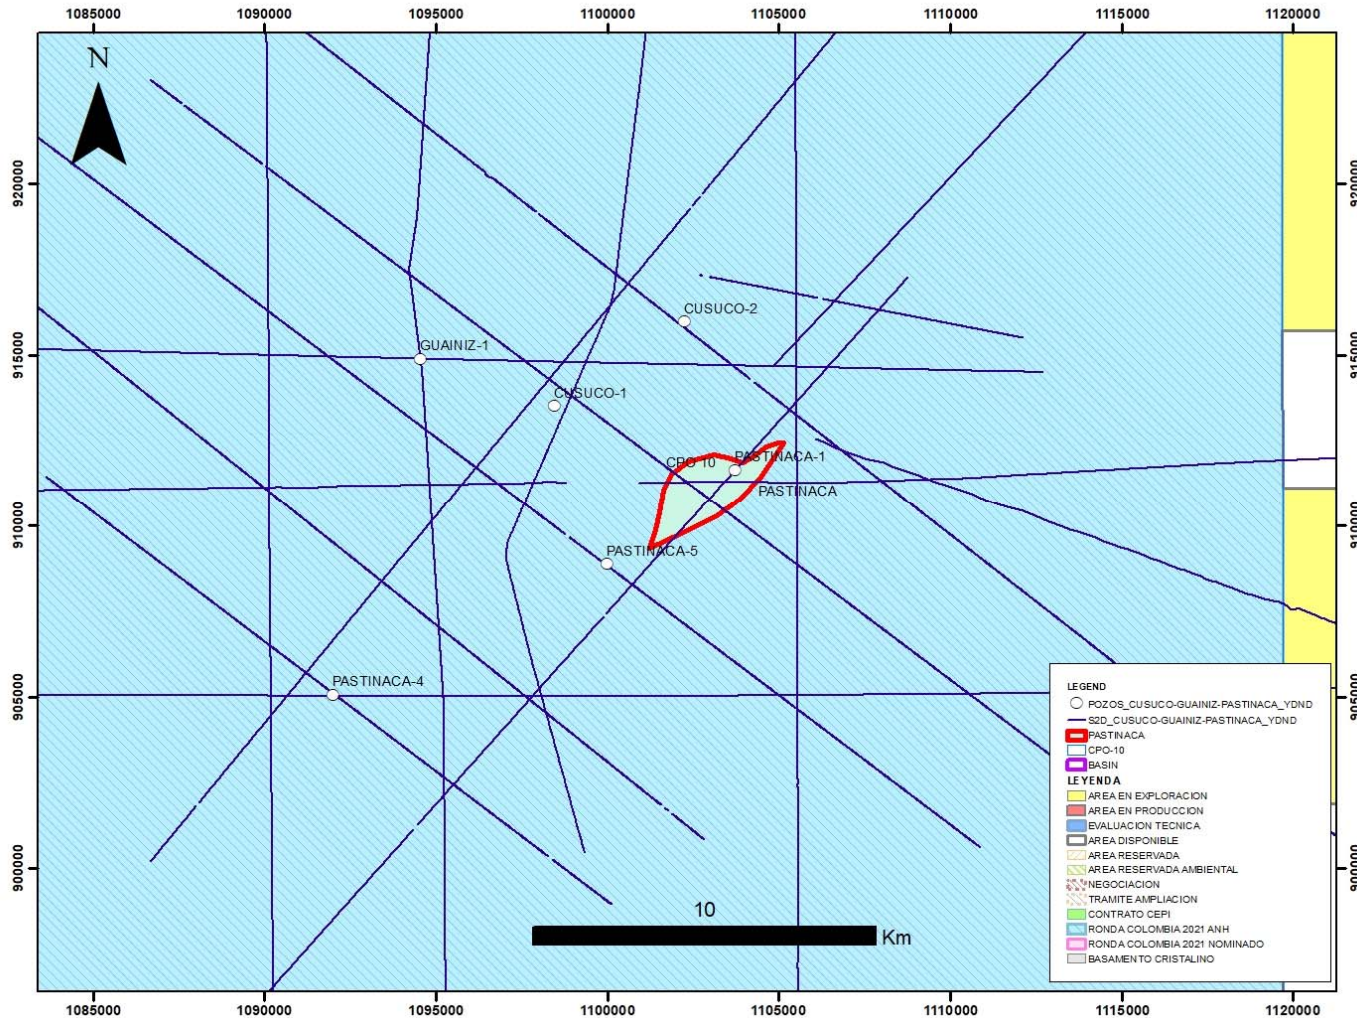 1085000 1090000 1095000 1100000 1105000 1110000 1115000 1120000
N
920000 920000
CUSUCO-2
915000 GUAINIZ-1 915000
CUSUCO-1
CPO 10 PASTINACA-1
PASTINACA
910000 910000
PASTINACA-5
PASTINACA-4
905000 905000
LEGEND
POZOS_CUSUCO-GUAINIZ-PASTINACA_YDND
S2D_CUSUCO-GUAINIZ-PASTINACA_YDND
PASTINACA
CPO-10
BASIN
LEYENDA
AREA EN EXPLORACION
AREA EN PRODUCCION
EVALUACION TECNICA
AREA DISPONIBLE
AREA RESERVADA
AREA RESERVADA AMBIENTAL
NEGOCIACION
TRAMITE AMPLIACION
CONTRATO CEPI
RONDA COLOMBIA 2021 ANH
RONDA COLOMBIA 2021 NOMINADO
BASAMENTO CRISTALINO
900000 900000
10
Km
1085000 1090000 1095000 1100000 1105000 1110000 1115000 1120000